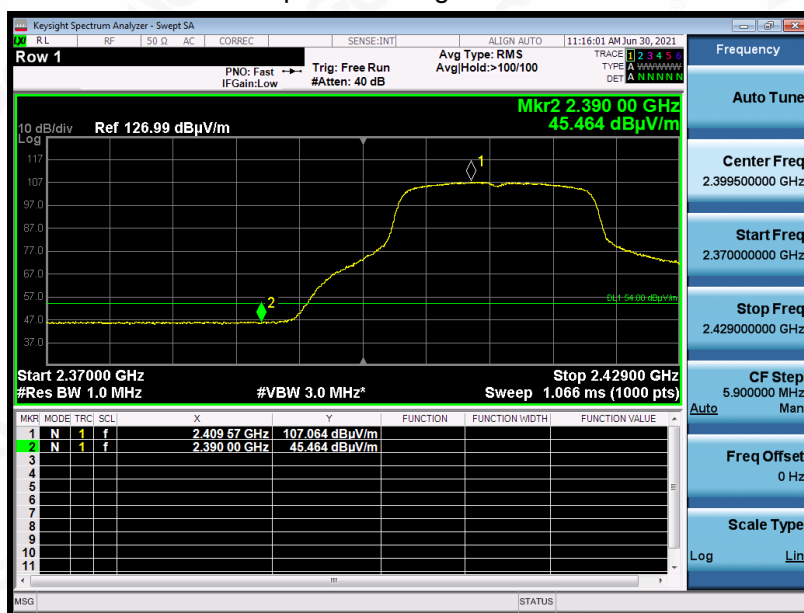 Keysight Spectrum Analyzer - Swept SA
LXI RL RF 50 Ω AC CORREC SENSE:INT ALIGN AUTO 11:16:01 AM Jun 30, 2021
Row 1
PNO: Fast
IFGain:Low
Trig: Free Run
#Atten: 40 dB
Avg Type: RMS
Avg|Hold:>100/100
TRACE 1 2 3 4 5 6
TYPE A WWWWW
DET A N N N N N
Mkr2 2.390 00 GHz
45.464 dBµV/m
10 dB/div Ref 126.99 dBµV/m
Log
117
1
107
97.0
87.0
77.0
67.0
57.0
DL1 54.00 dBµV/m
2
47.0
37.0
Start 2.37000 GHz Stop 2.42900 GHz
#Res BW 1.0 MHz #VBW 3.0 MHz* Sweep 1.066 ms (1000 pts)
MKR MODE TRC SCL X Y FUNCTION FUNCTION WIDTH FUNCTION VALUE
1 N 1 f 2.409 57 GHz 107.064 dBµV/m
2 N 1 f 2.390 00 GHz 45.464 dBµV/m
3
4
5
6
7
8
9
10
11
MSG STATUS
Frequency
Auto Tune
Center Freq
2.399500000 GHz
Start Freq
2.370000000 GHz
Stop Freq
2.429000000 GHz
CF Step
5.900000 MHz
Auto Man
Freq Offset
0 Hz
Scale Type
Log Lin